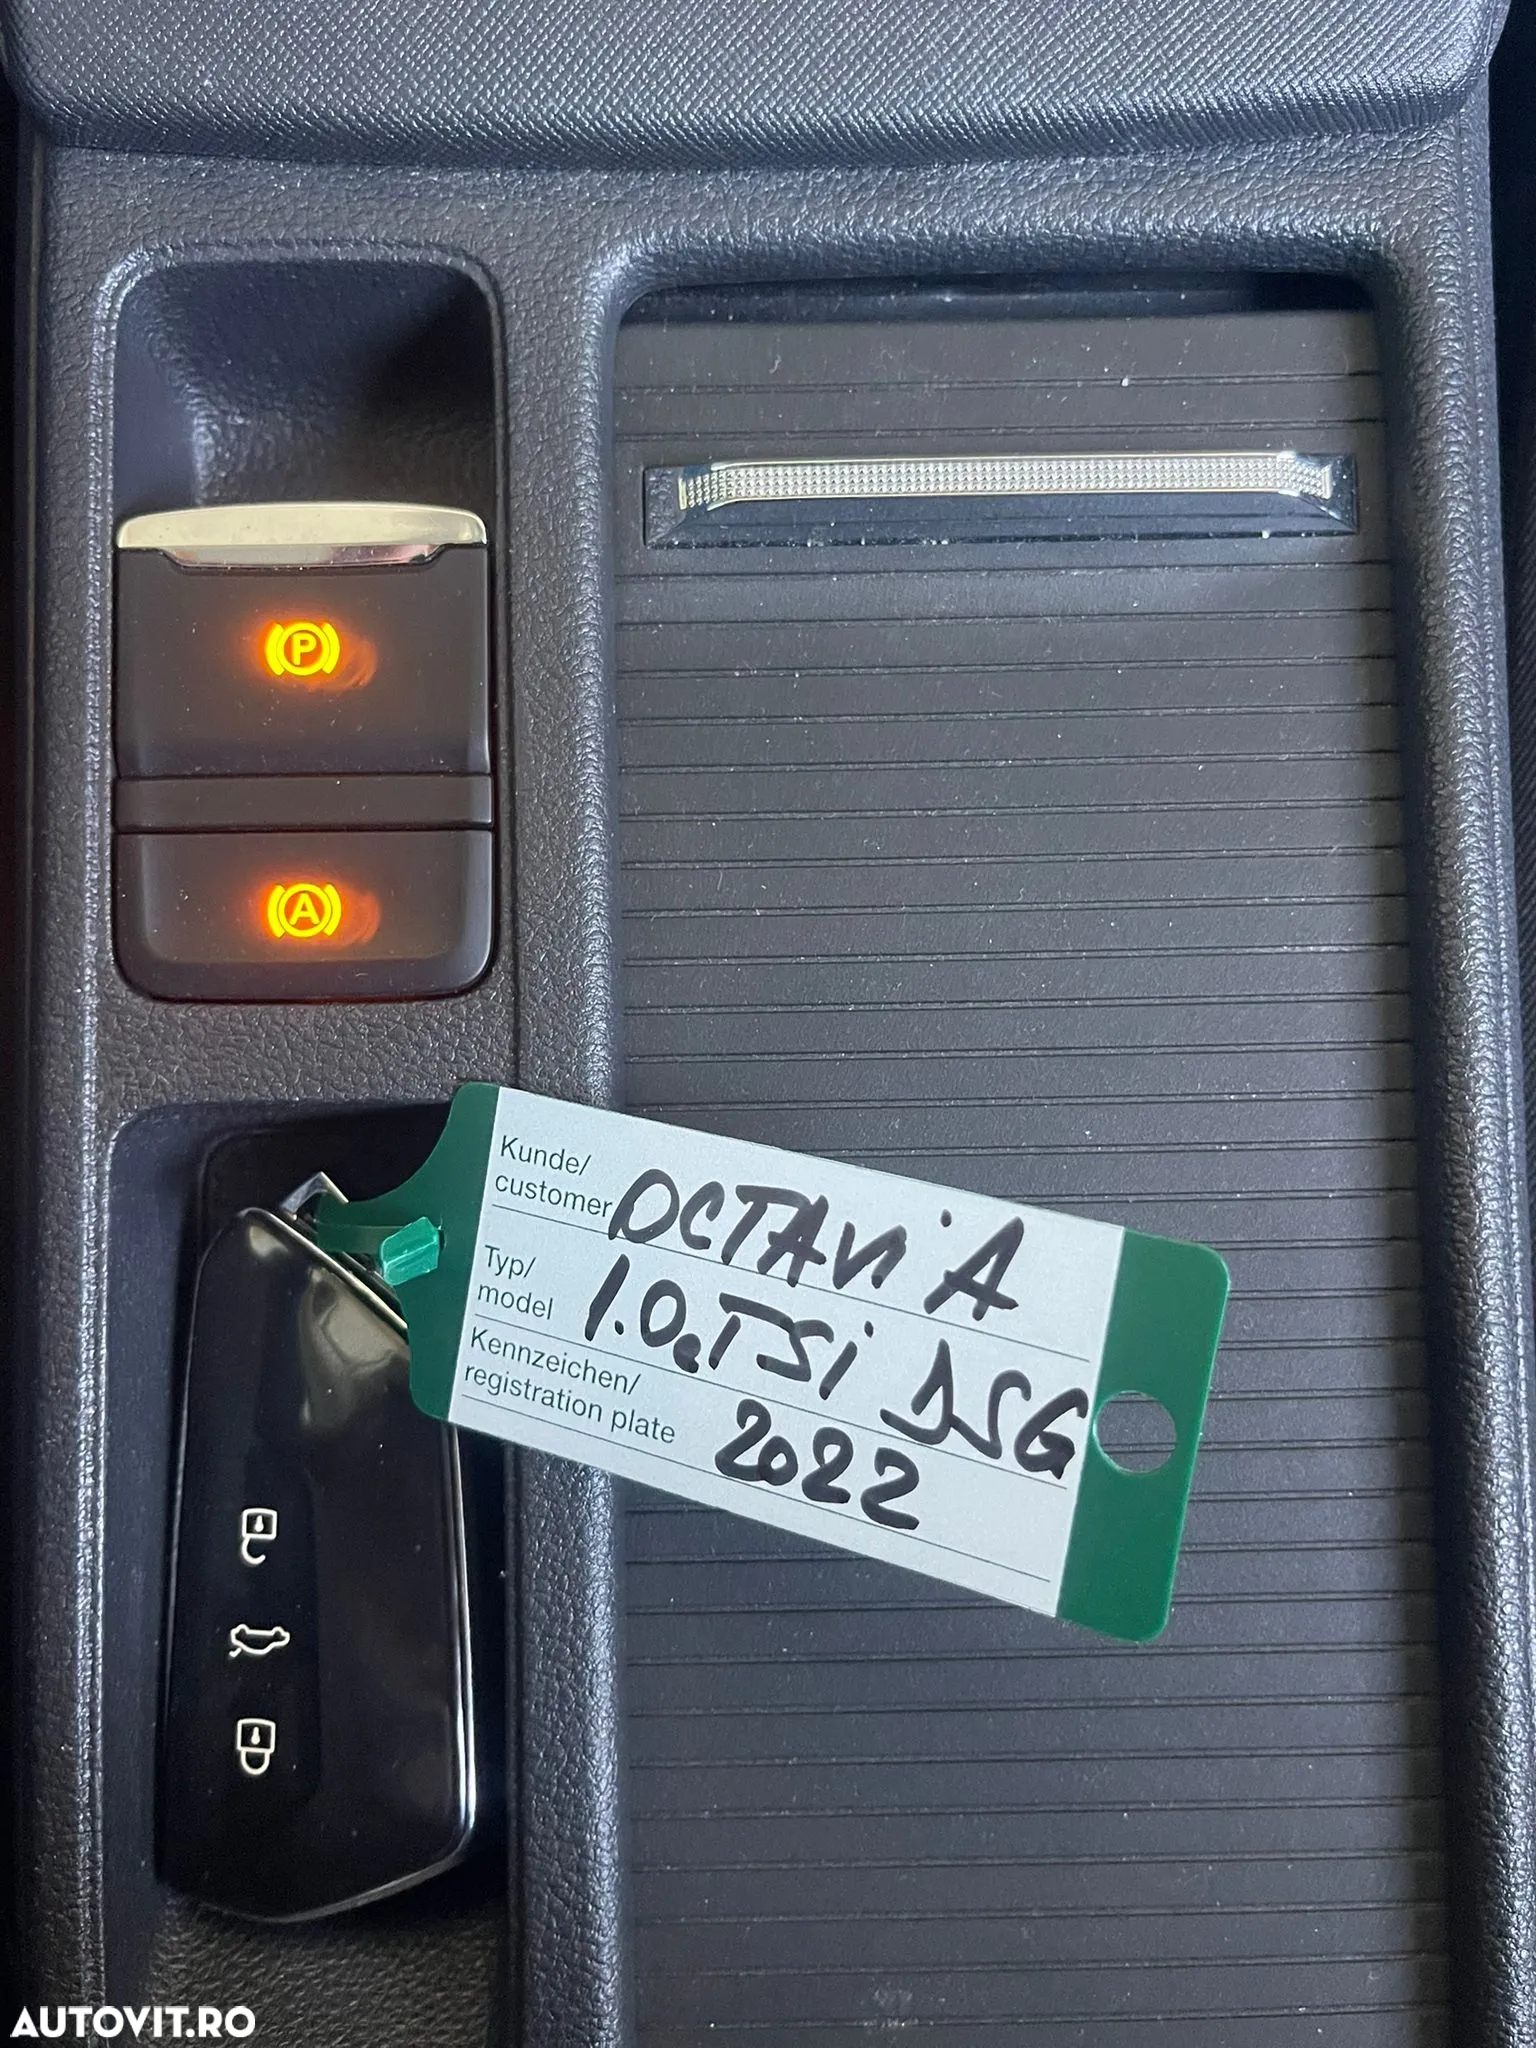 P
A
Kunde/
customer OCTAVIA
Typ/
model 1.0eTSi DSG
Kennzeichen/
registration plate 2022
AUTOVIT.RO